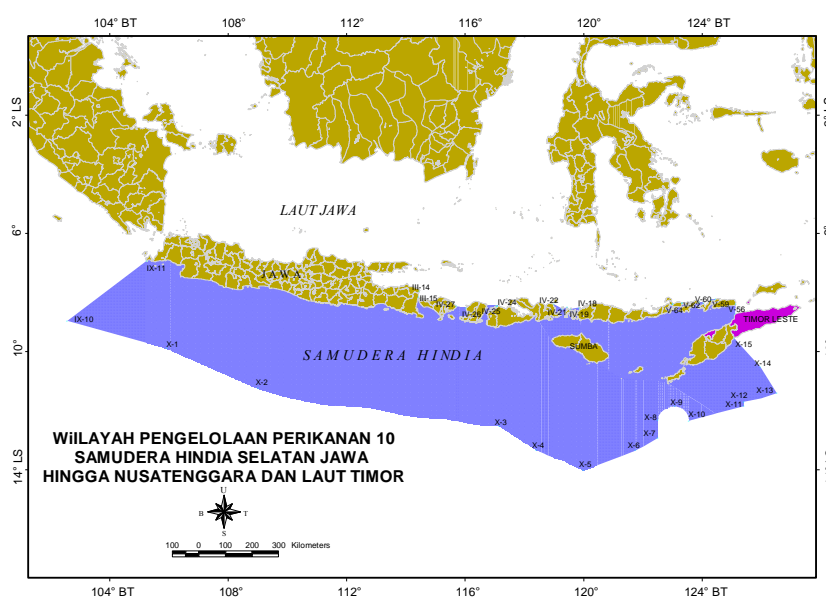 104° BT 108° 112° 116° 120° 124° BT
2° LS
6°
10°
14° LS
LAUT JAWA
JAWA
IX-11
IX-10
III-14
III-15
IV-27
IV-26
IV-25
IV-24
IV-22
IV-21
IV-19
IV-18
V-64
V-62
V-60
V-59
V-56
TIMOR LESTE
SUMBA
SAMUDERA HINDIA
X-15
X-14
X-13
X-12
X-11
X-10
X-9
X-8
X-7
X-6
X-5
X-4
X-3
X-2
X-1
WiILAYAH PENGELOLAAN PERIKANAN 10
SAMUDERA HINDIA SELATAN JAWA
HINGGA NUSATENGGARA DAN LAUT TIMOR
U
B T
S
100 0 100 200 300 Kilometers
104° BT 108° 112° 116° 120° 124° BT